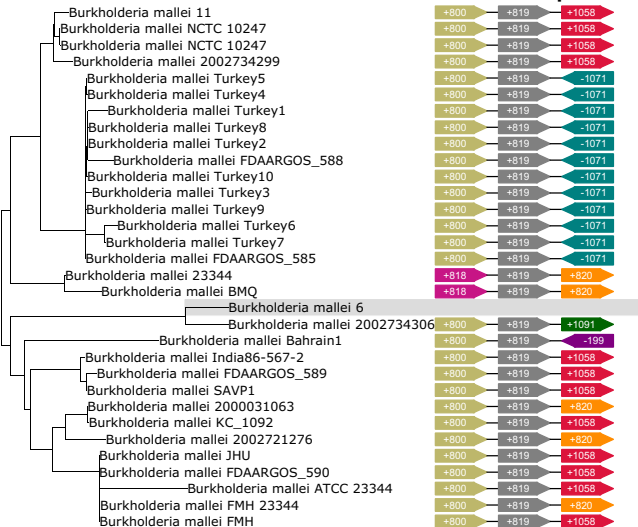 Burkholderia mallei 11 +800 +819 +1058
Burkholderia mallei NCTC 10247 +800 +819 +1058
Burkholderia mallei NCTC 10247 +800 +819 +1058
Burkholderia mallei 2002734299 +800 +819 +1058
Burkholderia mallei Turkey5 +800 +819 -1071
Burkholderia mallei Turkey4 +800 +819 -1071
Burkholderia mallei Turkey1 +800 +819 -1071
Burkholderia mallei Turkey8 +800 +819 -1071
Burkholderia mallei Turkey2 +800 +819 -1071
Burkholderia mallei FDAARGOS_588 +800 +819 -1071
Burkholderia mallei Turkey10 +800 +819 -1071
Burkholderia mallei Turkey3 +800 +819 -1071
Burkholderia mallei Turkey9 +800 +819 -1071
Burkholderia mallei Turkey6 +800 +819 -1071
Burkholderia mallei Turkey7 +800 +819 -1071
Burkholderia mallei FDAARGOS_585 +800 +819 -1071
Burkholderia mallei 23344 +818 +819 +820
Burkholderia mallei BMQ +818 +819 +820
Burkholderia mallei 6
Burkholderia mallei 2002734306 +800 +819 +1091
Burkholderia mallei Bahrain1 +800 +819 -199
Burkholderia mallei India86-567-2 +800 +819 +1058
Burkholderia mallei FDAARGOS_589 +800 +819 +1058
Burkholderia mallei SAVP1 +800 +819 +1058
Burkholderia mallei 2000031063 +800 +819 +820
Burkholderia mallei KC_1092 +800 +819 +1058
Burkholderia mallei 2002721276 +800 +819 +820
Burkholderia mallei JHU +800 +819 +1058
Burkholderia mallei FDAARGOS_590 +800 +819 +1058
Burkholderia mallei ATCC 23344 +800 +819 +1058
Burkholderia mallei FMH 23344 +800 +819 +820
Burkholderia mallei FMH +800 +819 +1058